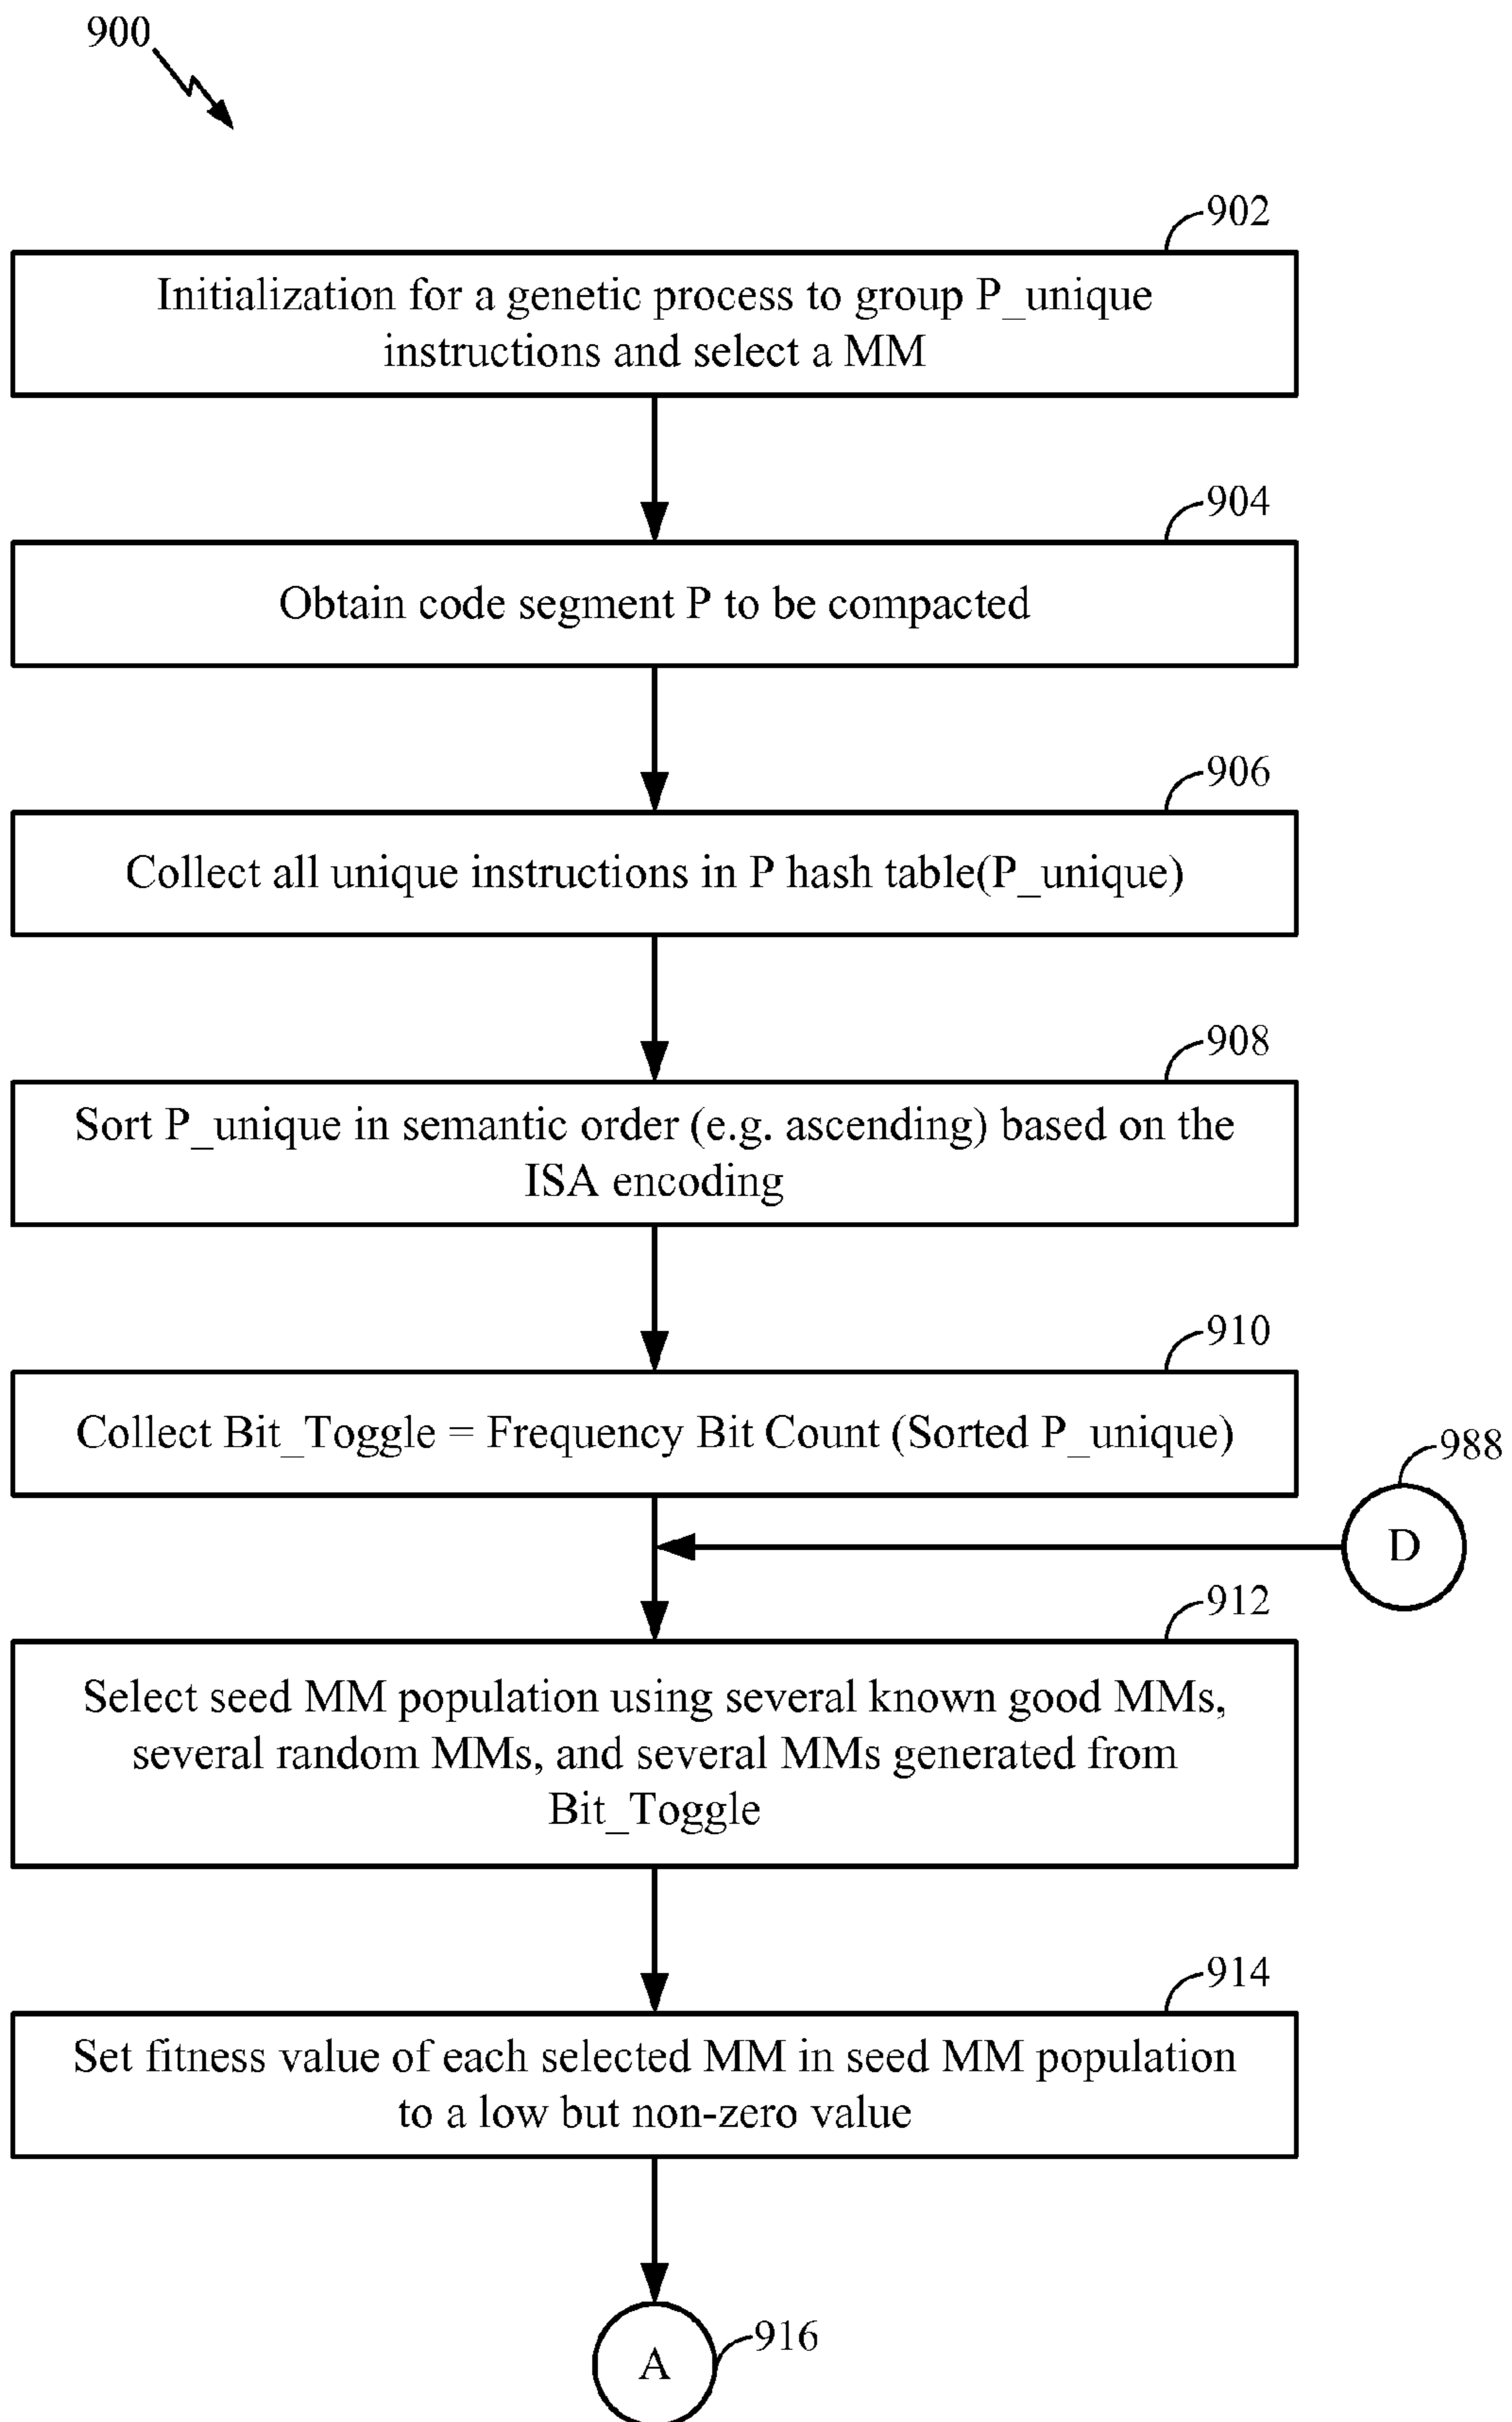 900
902
Initialization for a genetic process to group P_unique
instructions and select a MM
904
Obtain code segment P to be compacted
906
Collect all unique instructions in P hash table(P_unique)
908
Sort P_unique in semantic order (e.g. ascending) based on the
ISA encoding
910
Collect Bit_Toggle = Frequency Bit Count (Sorted P_unique)
988
D
912
Select seed MM population using several known good MMs,
several random MMs, and several MMs generated from
Bit_Toggle
914
Set fitness value of each selected MM in seed MM population
to a low but non-zero value
916
A